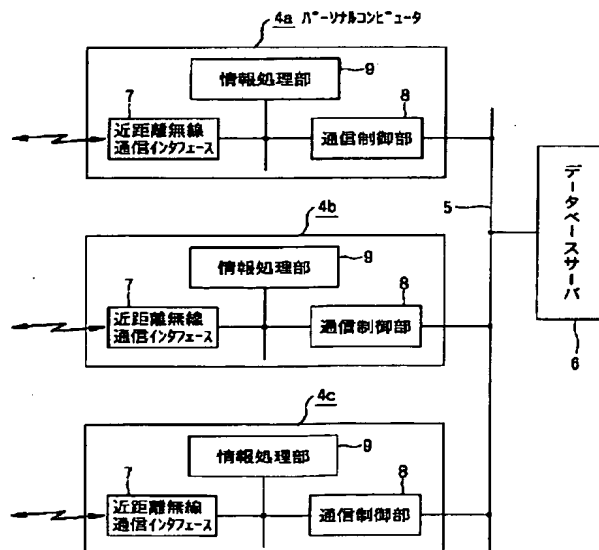 4a パーソナルコンピュータ
情報処理部
9
7
近距離無線
通信インタフェース
8
通信制御部
5
データベースサーバ
6
4b
情報処理部
9
7
近距離無線
通信インタフェース
8
通信制御部
4c
情報処理部
9
7
近距離無線
通信インタフェース
8
通信制御部